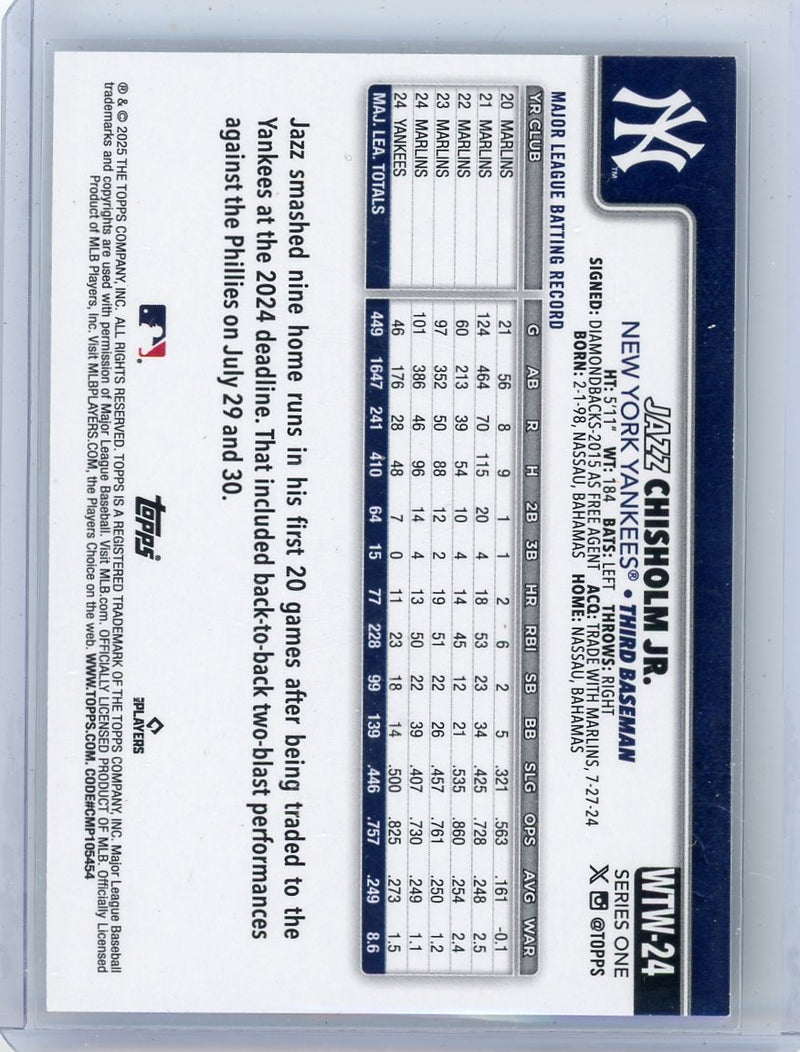 NY™
JAZZ CHISHOLM JR.
NEW YORK YANKEES® • THIRD BASEMAN
HT: 5'11" WT: 184 BATS: LEFT THROWS: RIGHT
SIGNED: DIAMONDBACKS-2015 AS FREE AGENT ACQ: TRADE WITH MARLINS, 7-27-24
BORN: 2-1-98, NASSAU, BAHAMAS HOME: NASSAU, BAHAMAS
WTW-24
SERIES ONE
X @TOPPS
MAJOR LEAGUE BATTING RECORD
YR CLUB G AB R H 2B 3B HR RBI SB BB SLG OPS AVG WAR
20 MARLINS 21 56 8 9 1 1 2 6 2 5 .321 .563 .161 -0.1
21 MARLINS 124 464 70 115 20 4 18 53 23 34 .425 .728 .248 2.5
22 MARLINS 60 213 39 54 10 4 14 45 12 21 .535 .860 .254 2.4
23 MARLINS 97 352 50 88 12 2 19 51 22 26 .457 .761 .250 1.2
24 MARLINS 101 386 46 96 14 4 13 50 22 39 .407 .730 .249 1.1
24 YANKEES 46 176 28 48 7 0 11 23 18 14 .500 .825 .273 1.5
MAJ. LEA. TOTALS 449 1647 241 410 64 15 77 228 99 139 .446 .757 .249 8.6
Jazz smashed nine home runs in his first 20 games after being traded to the
Yankees at the 2024 deadline. That included back-to-back two-blast performances
against the Phillies on July 29 and 30.
topps®
PLAYERS
® & © 2025 THE TOPPS COMPANY, INC. ALL RIGHTS RESERVED. TOPPS IS A REGISTERED TRADEMARK OF THE TOPPS COMPANY, INC. Major League Baseball
trademarks and copyrights are used with permission of Major League Baseball. Visit MLB.com. OFFICIALLY LICENSED PRODUCT OF MLB. Officially Licensed
Product of MLB Players, Inc. Visit MLBPLAYERS.COM, the Players Choice on the web. WWW.TOPPS.COM. CODE#CMP105454